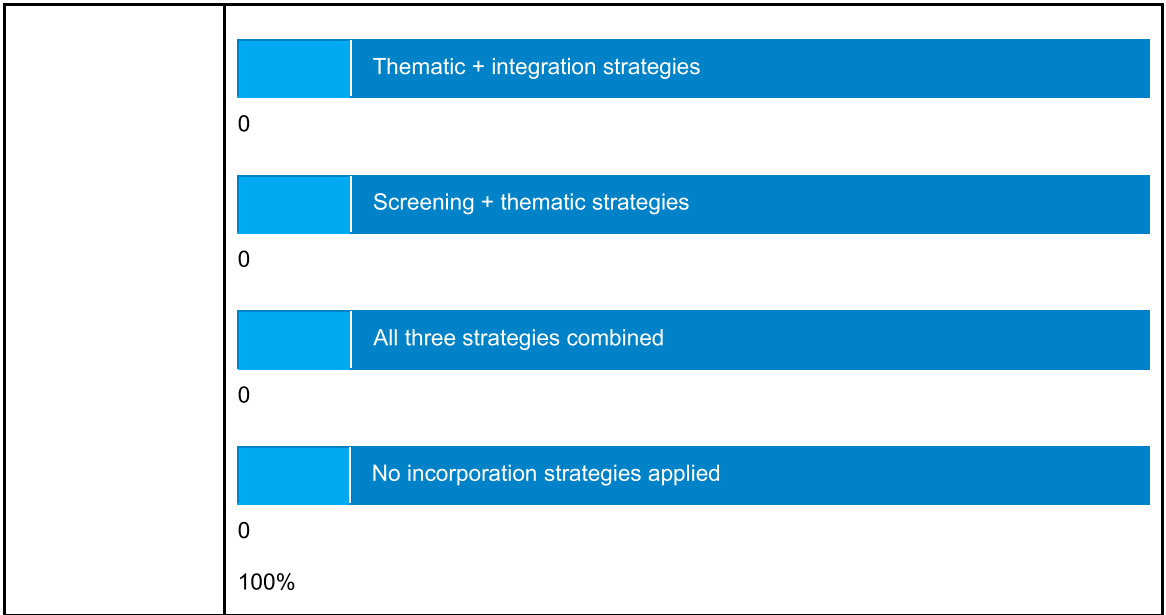 Thematic + integration strategies
0
Screening + thematic strategies
0
All three strategies combined
0
No incorporation strategies applied
0
100%